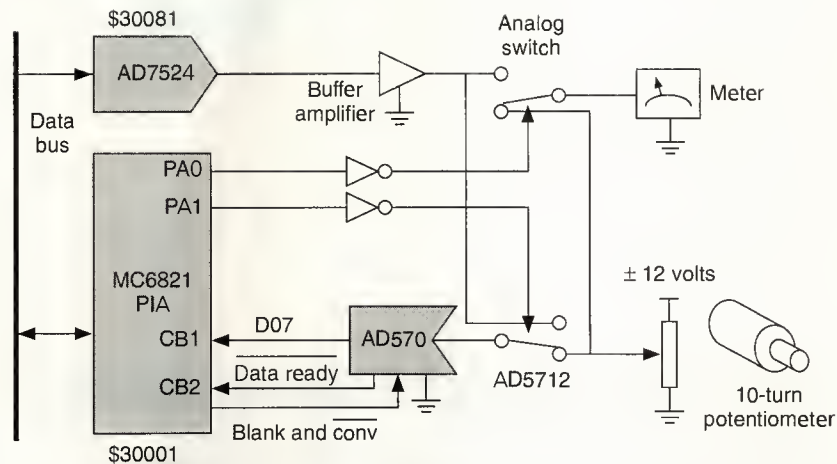 $30081
AD7524
Buffer
amplifier
Analog
switch
Meter
Data
bus
PA0
PA1
MC6821
PIA
CB1
CB2
D07
Data ready
Blank and conv
AD570
AD5712
± 12 volts
10-turn
potentiometer
$30001